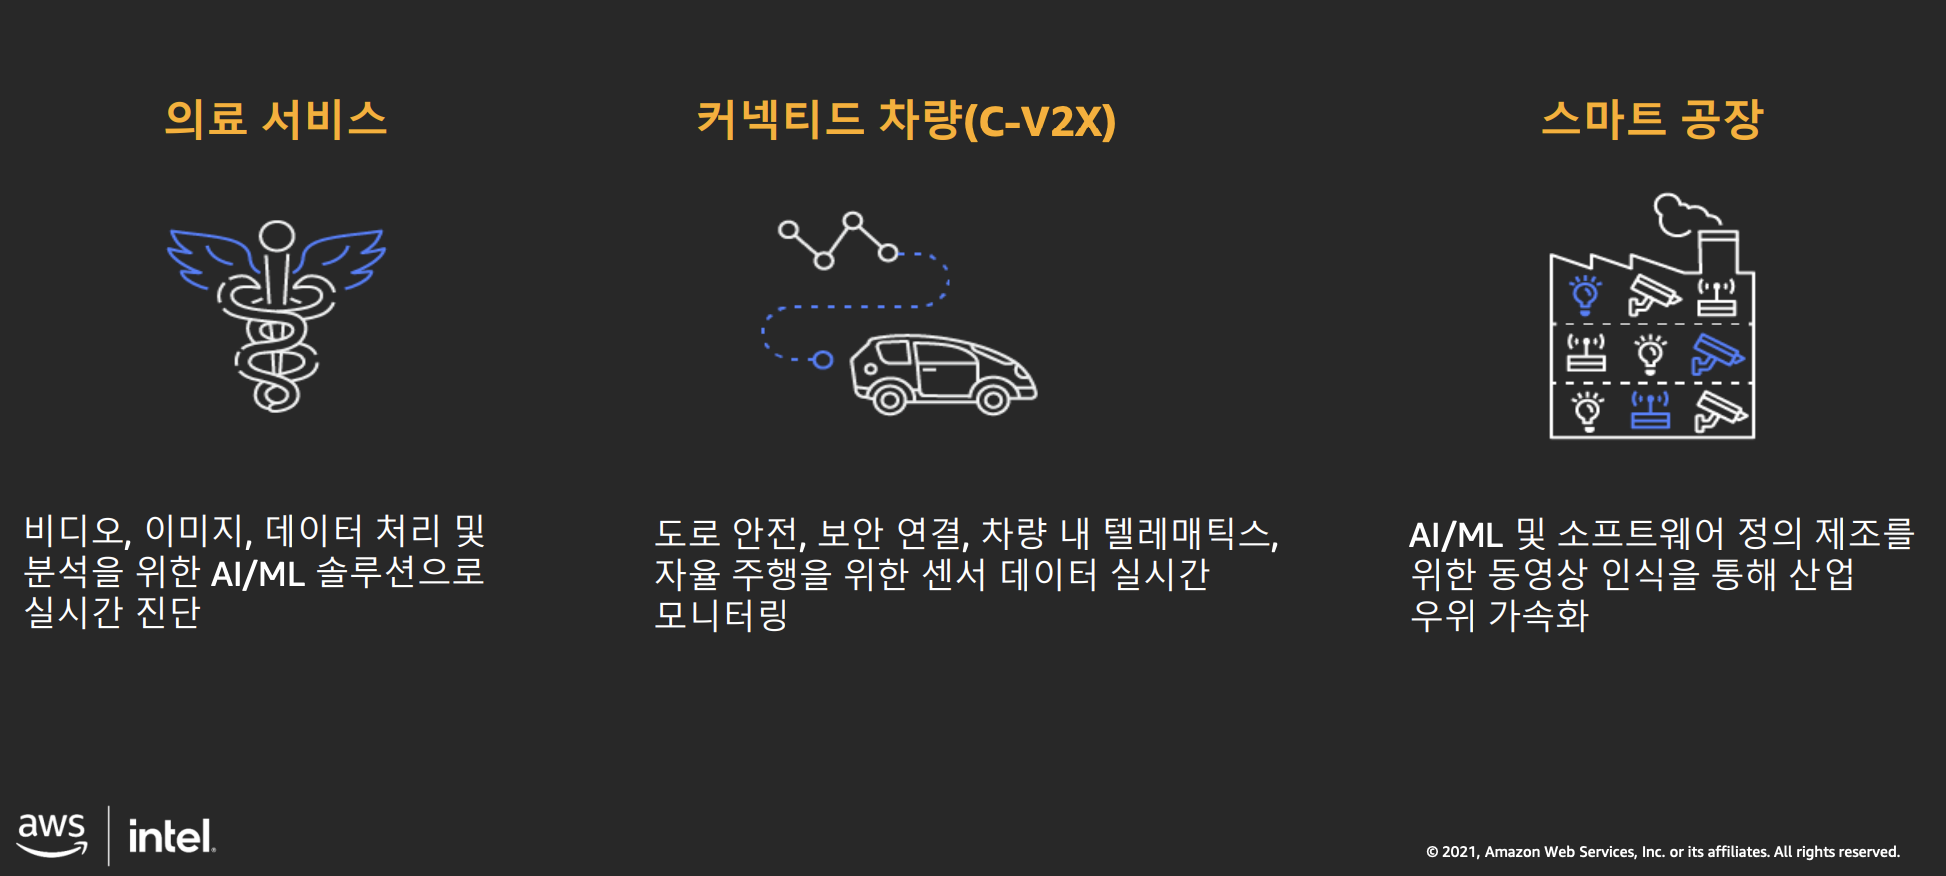 의료 서비스
비디오, 이미지, 데이터 처리 및
분석을 위한 AI/ML 솔루션으로
실시간 진단
커넥티드 차량(C-V2X)
도로 안전, 보안 연결, 차량 내 텔레매틱스,
자율 주행을 위한 센서 데이터 실시간
모니터링
스마트 공장
AI/ML 및 소프트웨어 정의 제조를
위한 동영상 인식을 통해 산업
우위 가속화
aws
intel.
© 2021, Amazon Web Services, Inc. or its affiliates. All rights reserved.